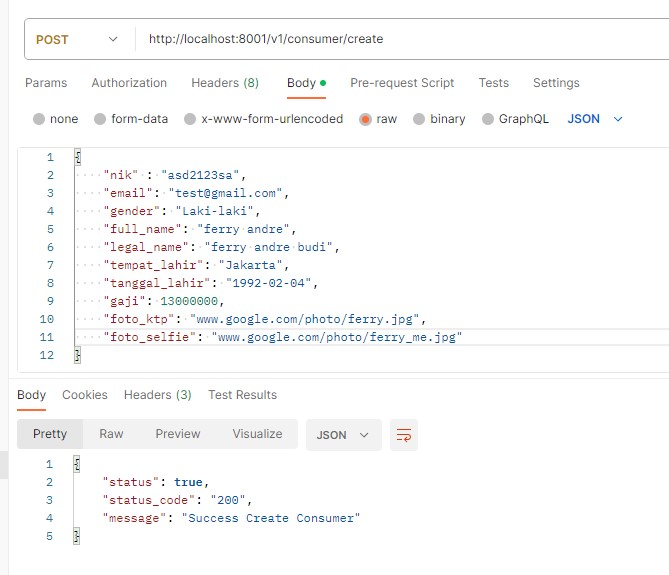 POST http://localhost:8001/v1/consumer/create
Params Authorization Headers (8) Body Pre-request Script Tests Settings
none form-data x-www-form-urlencoded raw binary GraphQL JSON
1 {
2 "nik" : "asd2123sa",
3 "email": "test@gmail.com",
4 "gender": "Laki-laki",
5 "full_name": "ferry andre",
6 "legal_name": "ferry andre budi",
7 "tempat_lahir": "Jakarta",
8 "tanggal_lahir": "1992-02-04",
9 "gaji": 13000000,
10 "foto_ktp": "www.google.com/photo/ferry.jpg",
11 "foto_selfie": "www.google.com/photo/ferry_me.jpg"
12 }
Body Cookies Headers (3) Test Results
Pretty Raw Preview Visualize JSON
1 {
2 "status": true,
3 "status_code": "200",
4 "message": "Success Create Consumer"
5 }